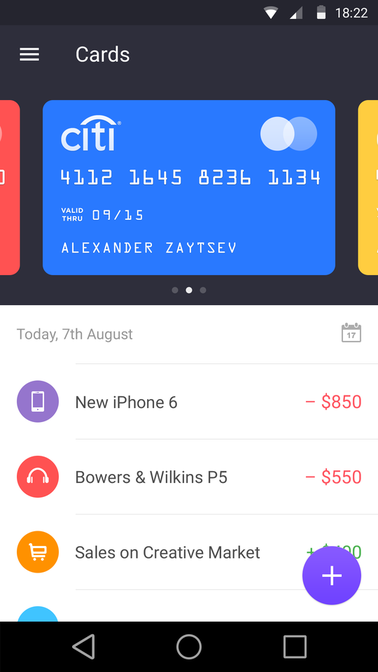 18:22
Cards
citi
4112 1645 8236 1134
VALID
THRU 09/15
ALEXANDER ZAYTSEV
Today, 7th August
17
New iPhone 6
– $850
Bowers & Wilkins P5
– $550
Sales on Creative Market